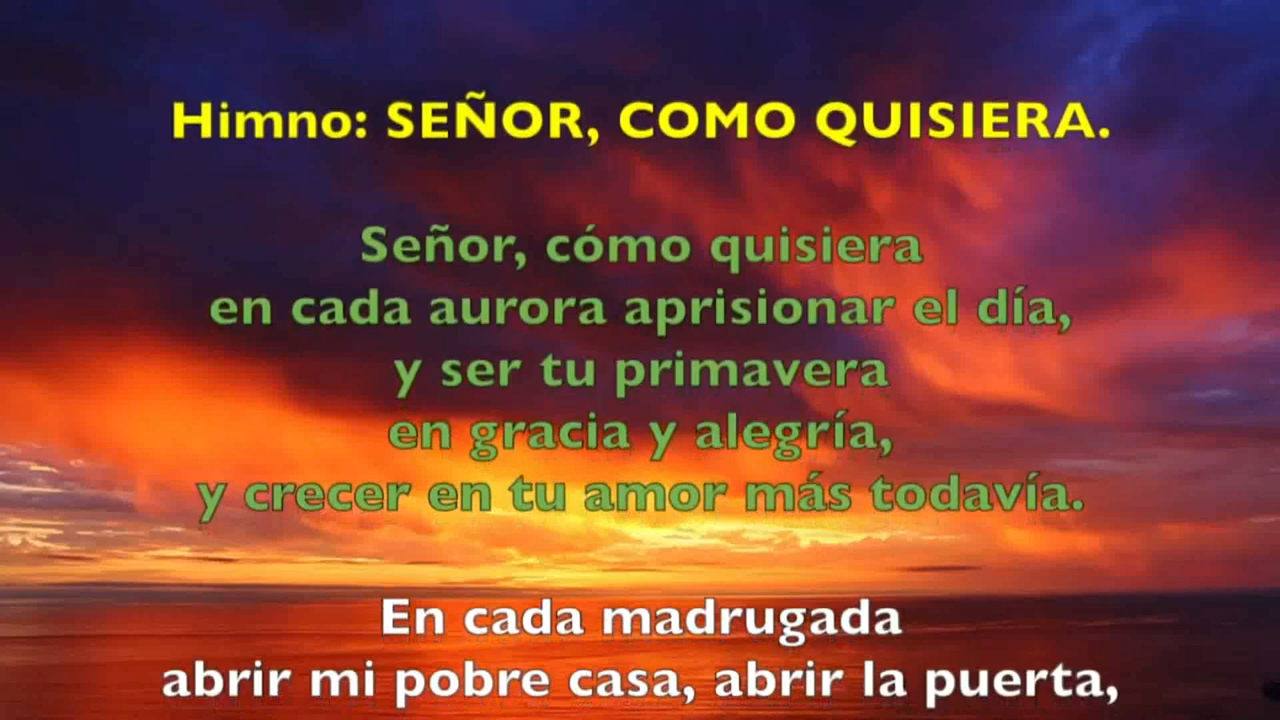 Himno: SEÑOR, COMO QUISIERA.
Señor, cómo quisiera
en cada aurora aprisionar el día,
y ser tu primavera
en gracia y alegría,
y crecer en tu amor más todavía.
En cada madrugada
abrir mi pobre casa, abrir la puerta,